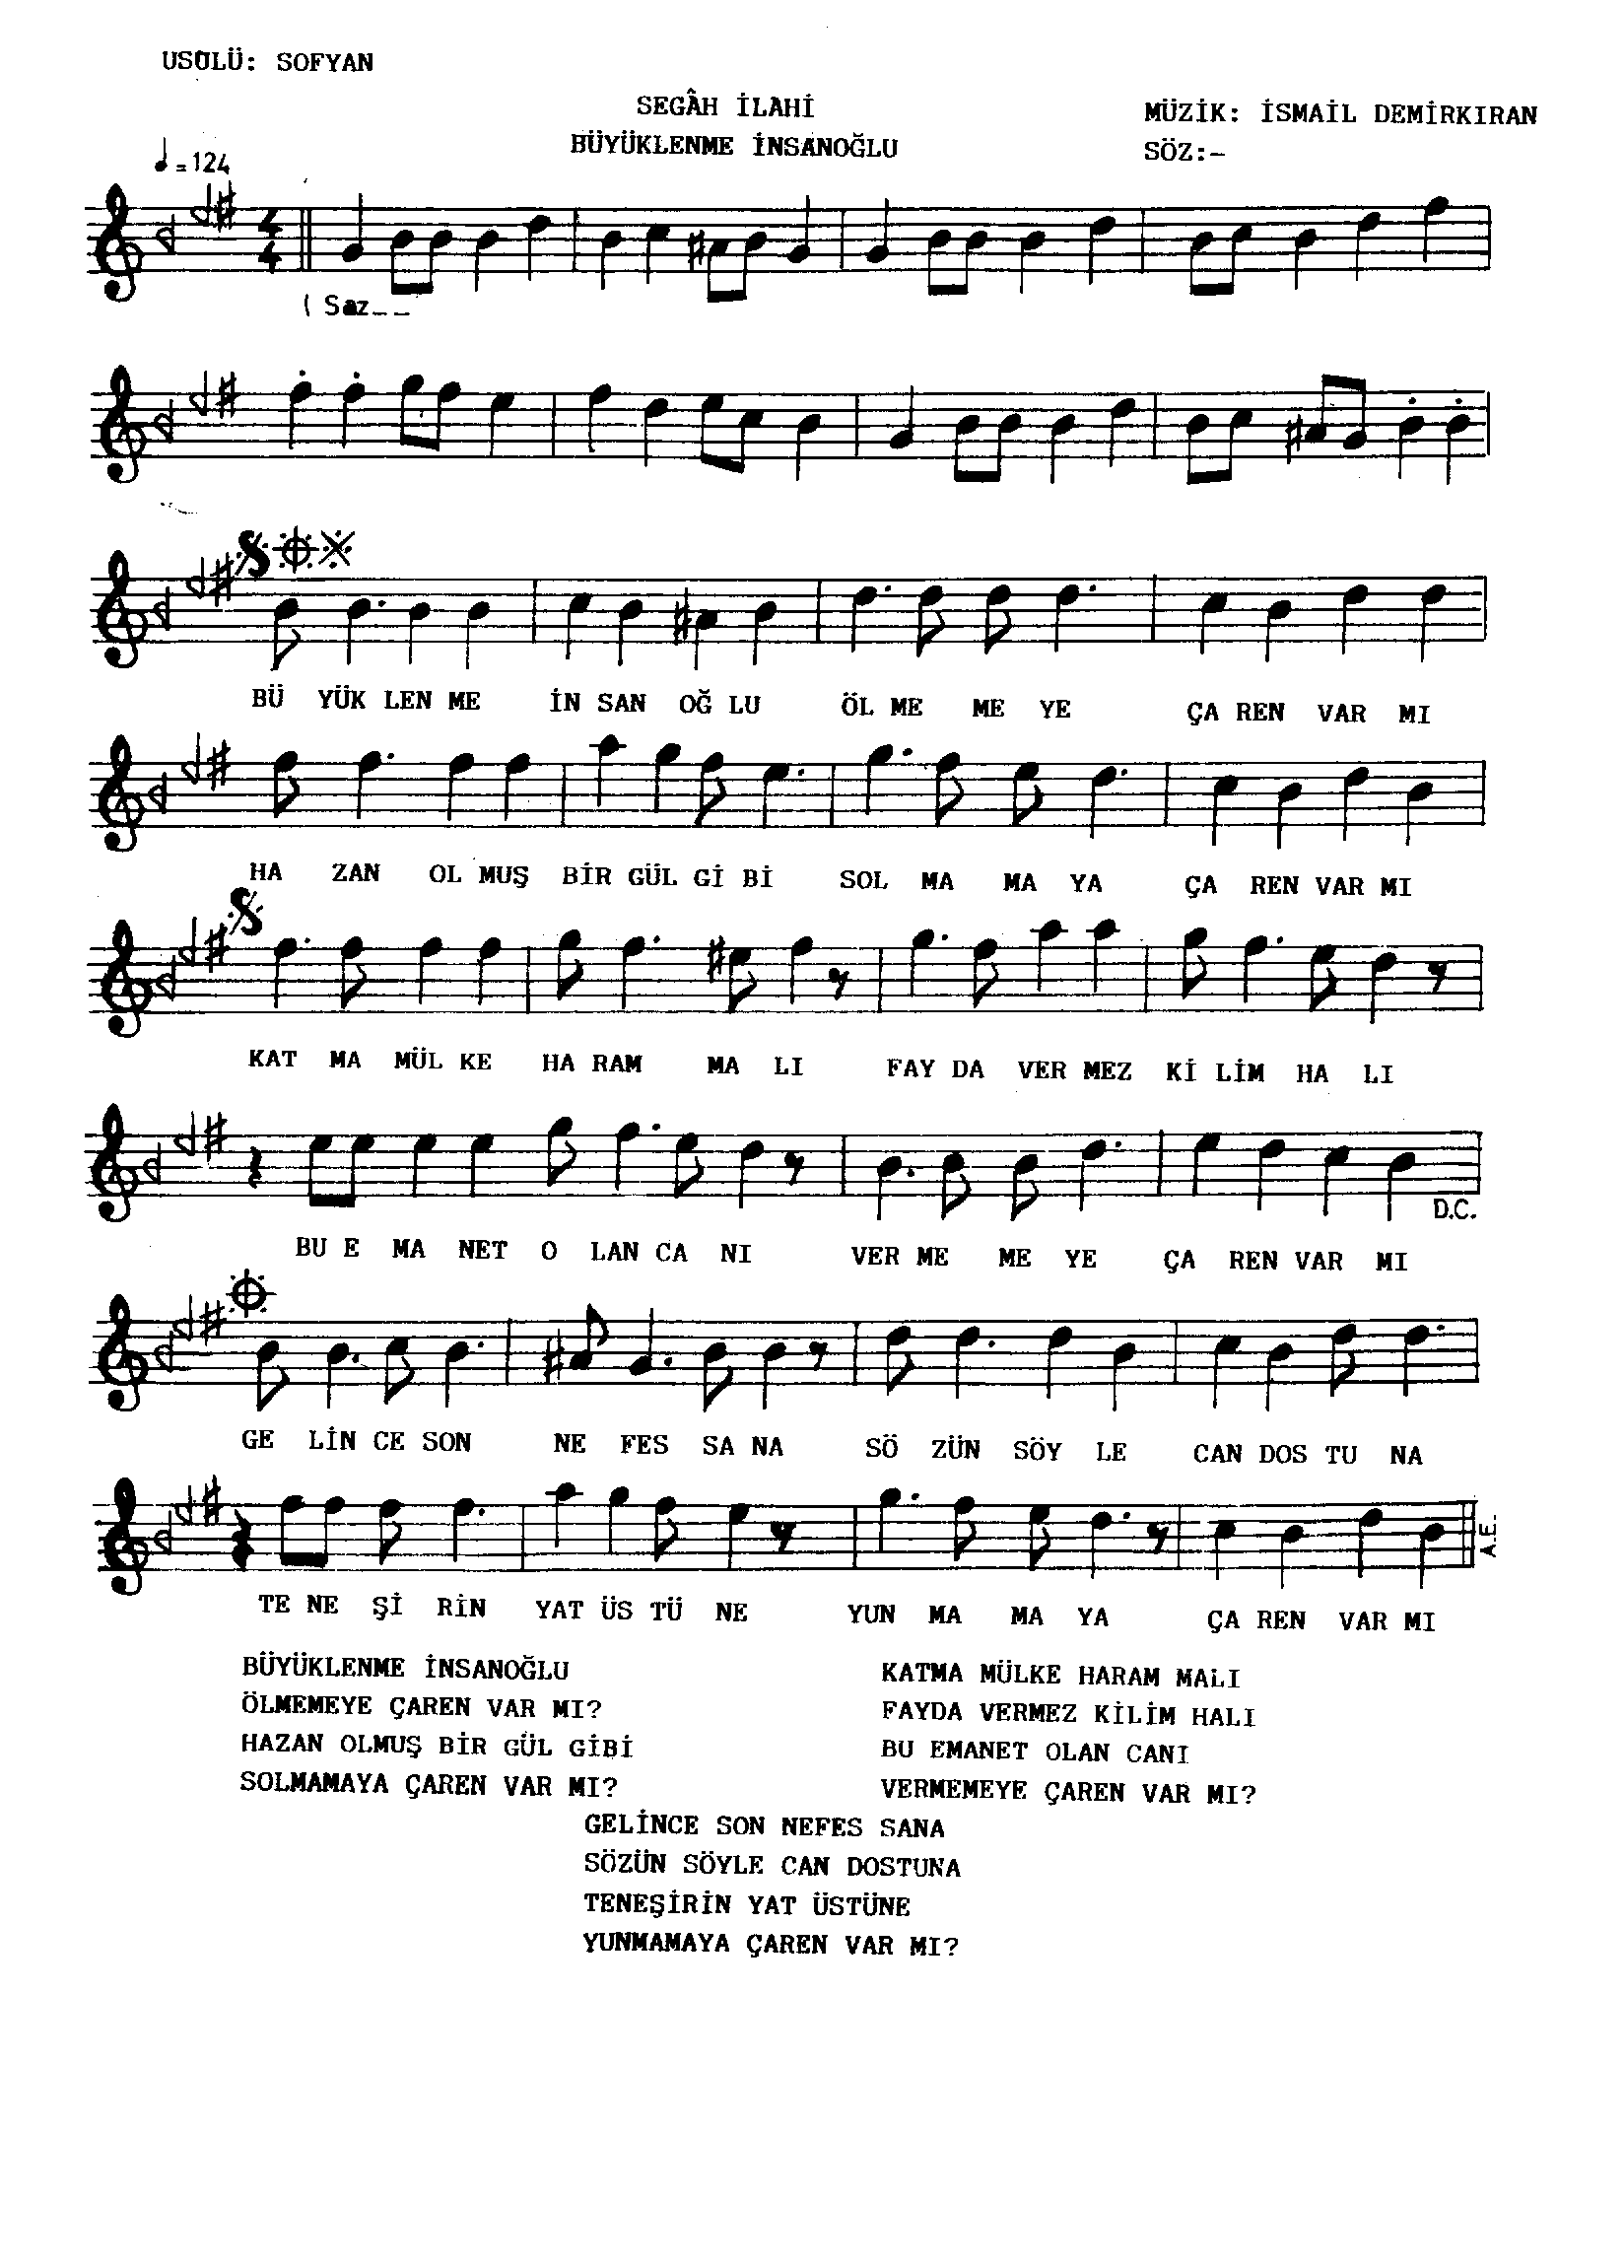 USULÜ: SOFYAN
SEGÂH İLAHİ
BÜYÜKLENME İNSANOĞLU
MÜZİK: İSMAİL DEMİRKIRAN
SÖZ:-
♩=124
4/4
( Saz_ _
BÜ YÜK LEN ME İN SAN OĞ LU ÖL ME ME YE ÇA REN VAR MI
HA ZAN OL MUŞ BİR GÜL Gİ Bİ SOL MA MA YA ÇA REN VAR MI
KAT MA MÜL KE HA RAM MA LI FAY DA VER MEZ Kİ LİM HA LI
D.C.
BU E MA NET O LAN CA NI VER ME ME YE ÇA REN VAR MI
GE LİN CE SON NE FES SA NA SÖ ZÜN SÖY LE CAN DOS TU NA
A.E.
TE NE Şİ RİN YAT ÜS TÜ NE YUN MA MA YA ÇA REN VAR MI
BÜYÜKLENME İNSANOĞLU
ÖLMEMEYE ÇAREN VAR MI?
HAZAN OLMUŞ BİR GÜL GİBİ
SOLMAMAYA ÇAREN VAR MI?
KATMA MÜLKE HARAM MALI
FAYDA VERMEZ KİLİM HALI
BU EMANET OLAN CANI
VERMEMEYE ÇAREN VAR MI?
GELİNCE SON NEFES SANA
SÖZÜN SÖYLE CAN DOSTUNA
TENEŞİRİN YAT ÜSTÜNE
YUNMAMAYA ÇAREN VAR MI?